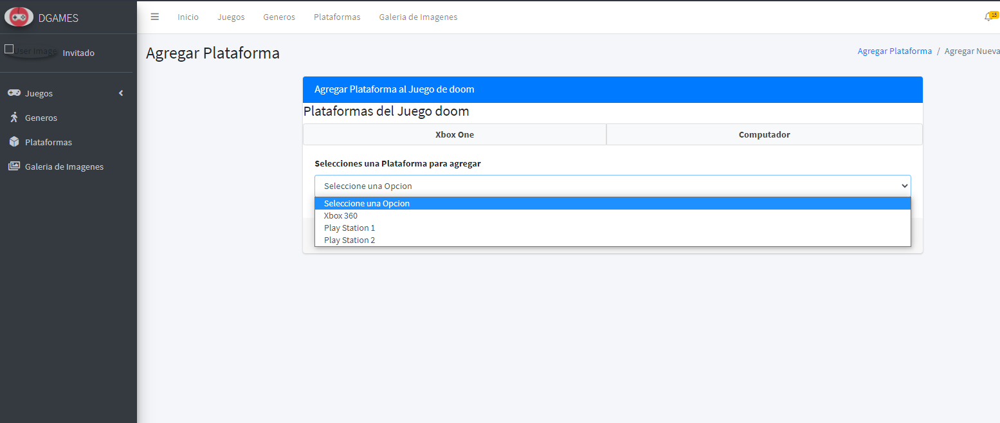 DGAMES
Inicio Juegos Generos Plataformas Galeria de Imagenes
15
User Image Invitado
Juegos
Generos
Plataformas
Galeria de Imagenes
Agregar Plataforma
Agregar Plataforma / Agregar Nueva
Agregar Plataforma al Juego de doom
Plataformas del Juego doom
Xbox One Computador
Selecciones una Plataforma para agregar
Seleccione una Opcion
Seleccione una Opcion
Xbox 360
Play Station 1
Play Station 2